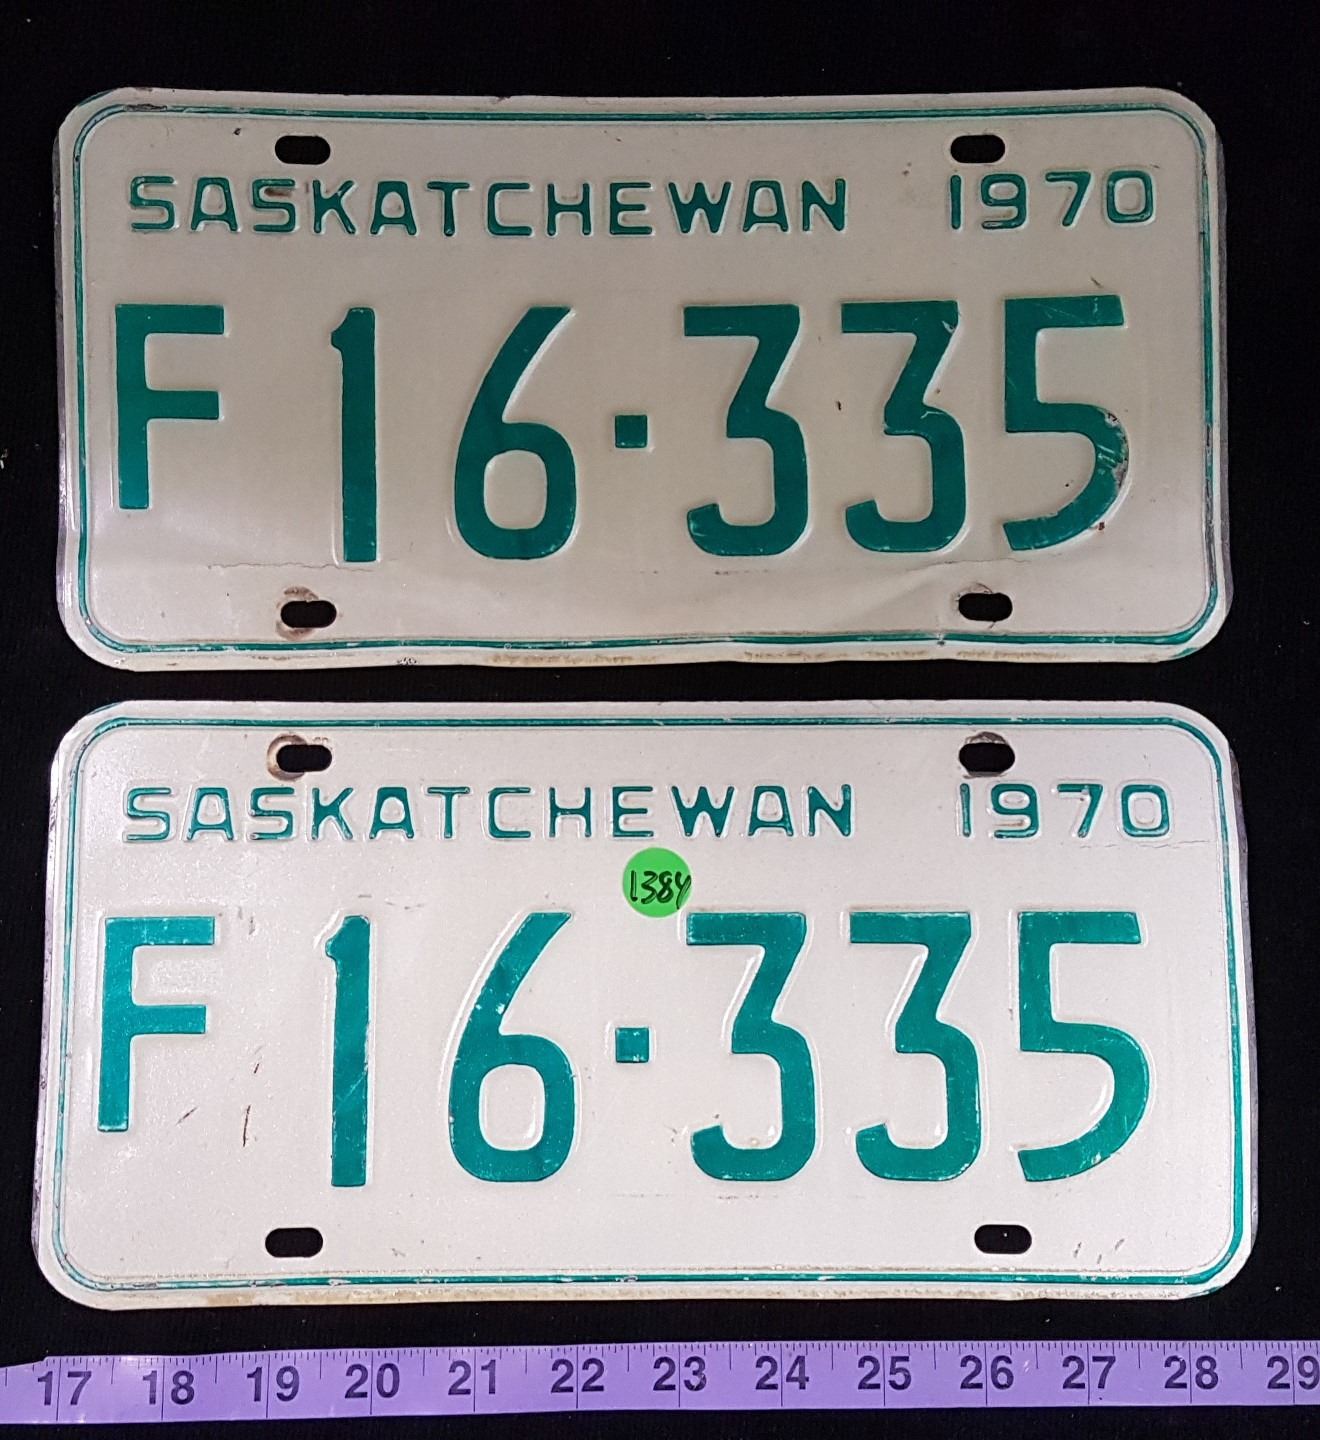 SASKATCHEWAN 1970
F 16·335
SASKATCHEWAN 1970
1384
F 16·335
17 18 19 20 21 22 23 24 25 26 27 28 29